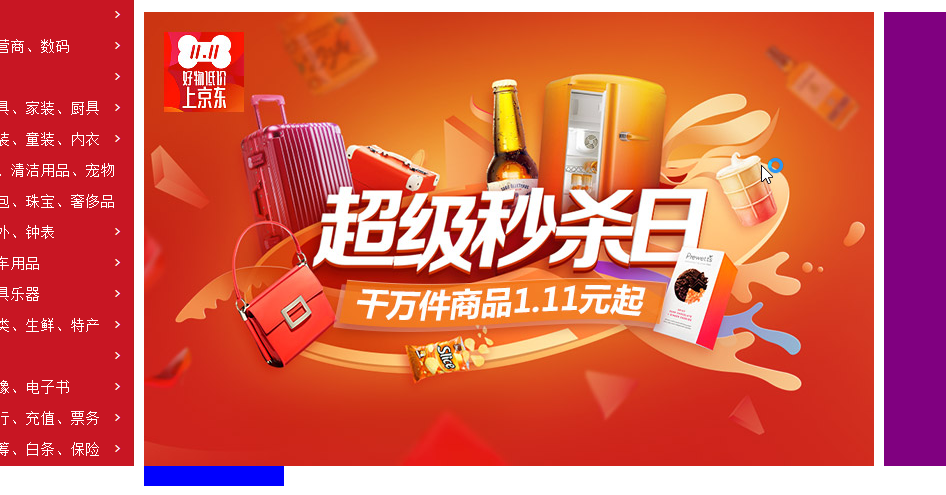 营商、数码
具、家装、厨具
装、童装、内衣
、清洁用品、宠物
包、珠宝、奢侈品
外、钟表
车用品
具乐器
类、生鲜、特产
像、电子书
行、充值、票务
筹、白条、保险
11.11
好物低价
上京东
超级秒杀日
千万件商品1.11元起
Slice